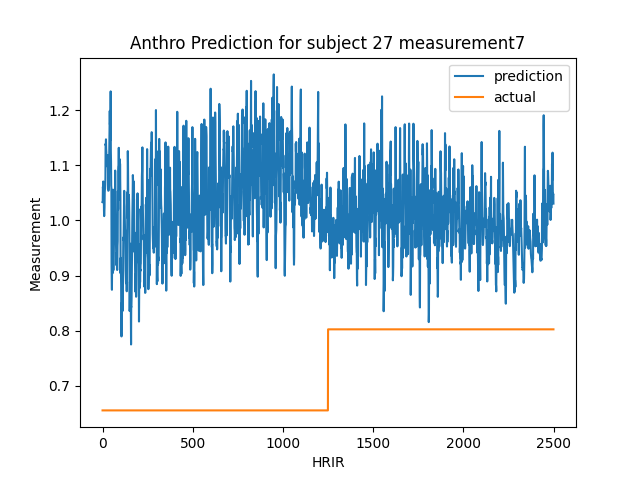 Anthro Prediction for subject 27 measurement7
prediction
actual
1.2
1.1
1.0
0.9
0.8
0.7
Measurement
0
500
1000
1500
2000
2500
HRIR